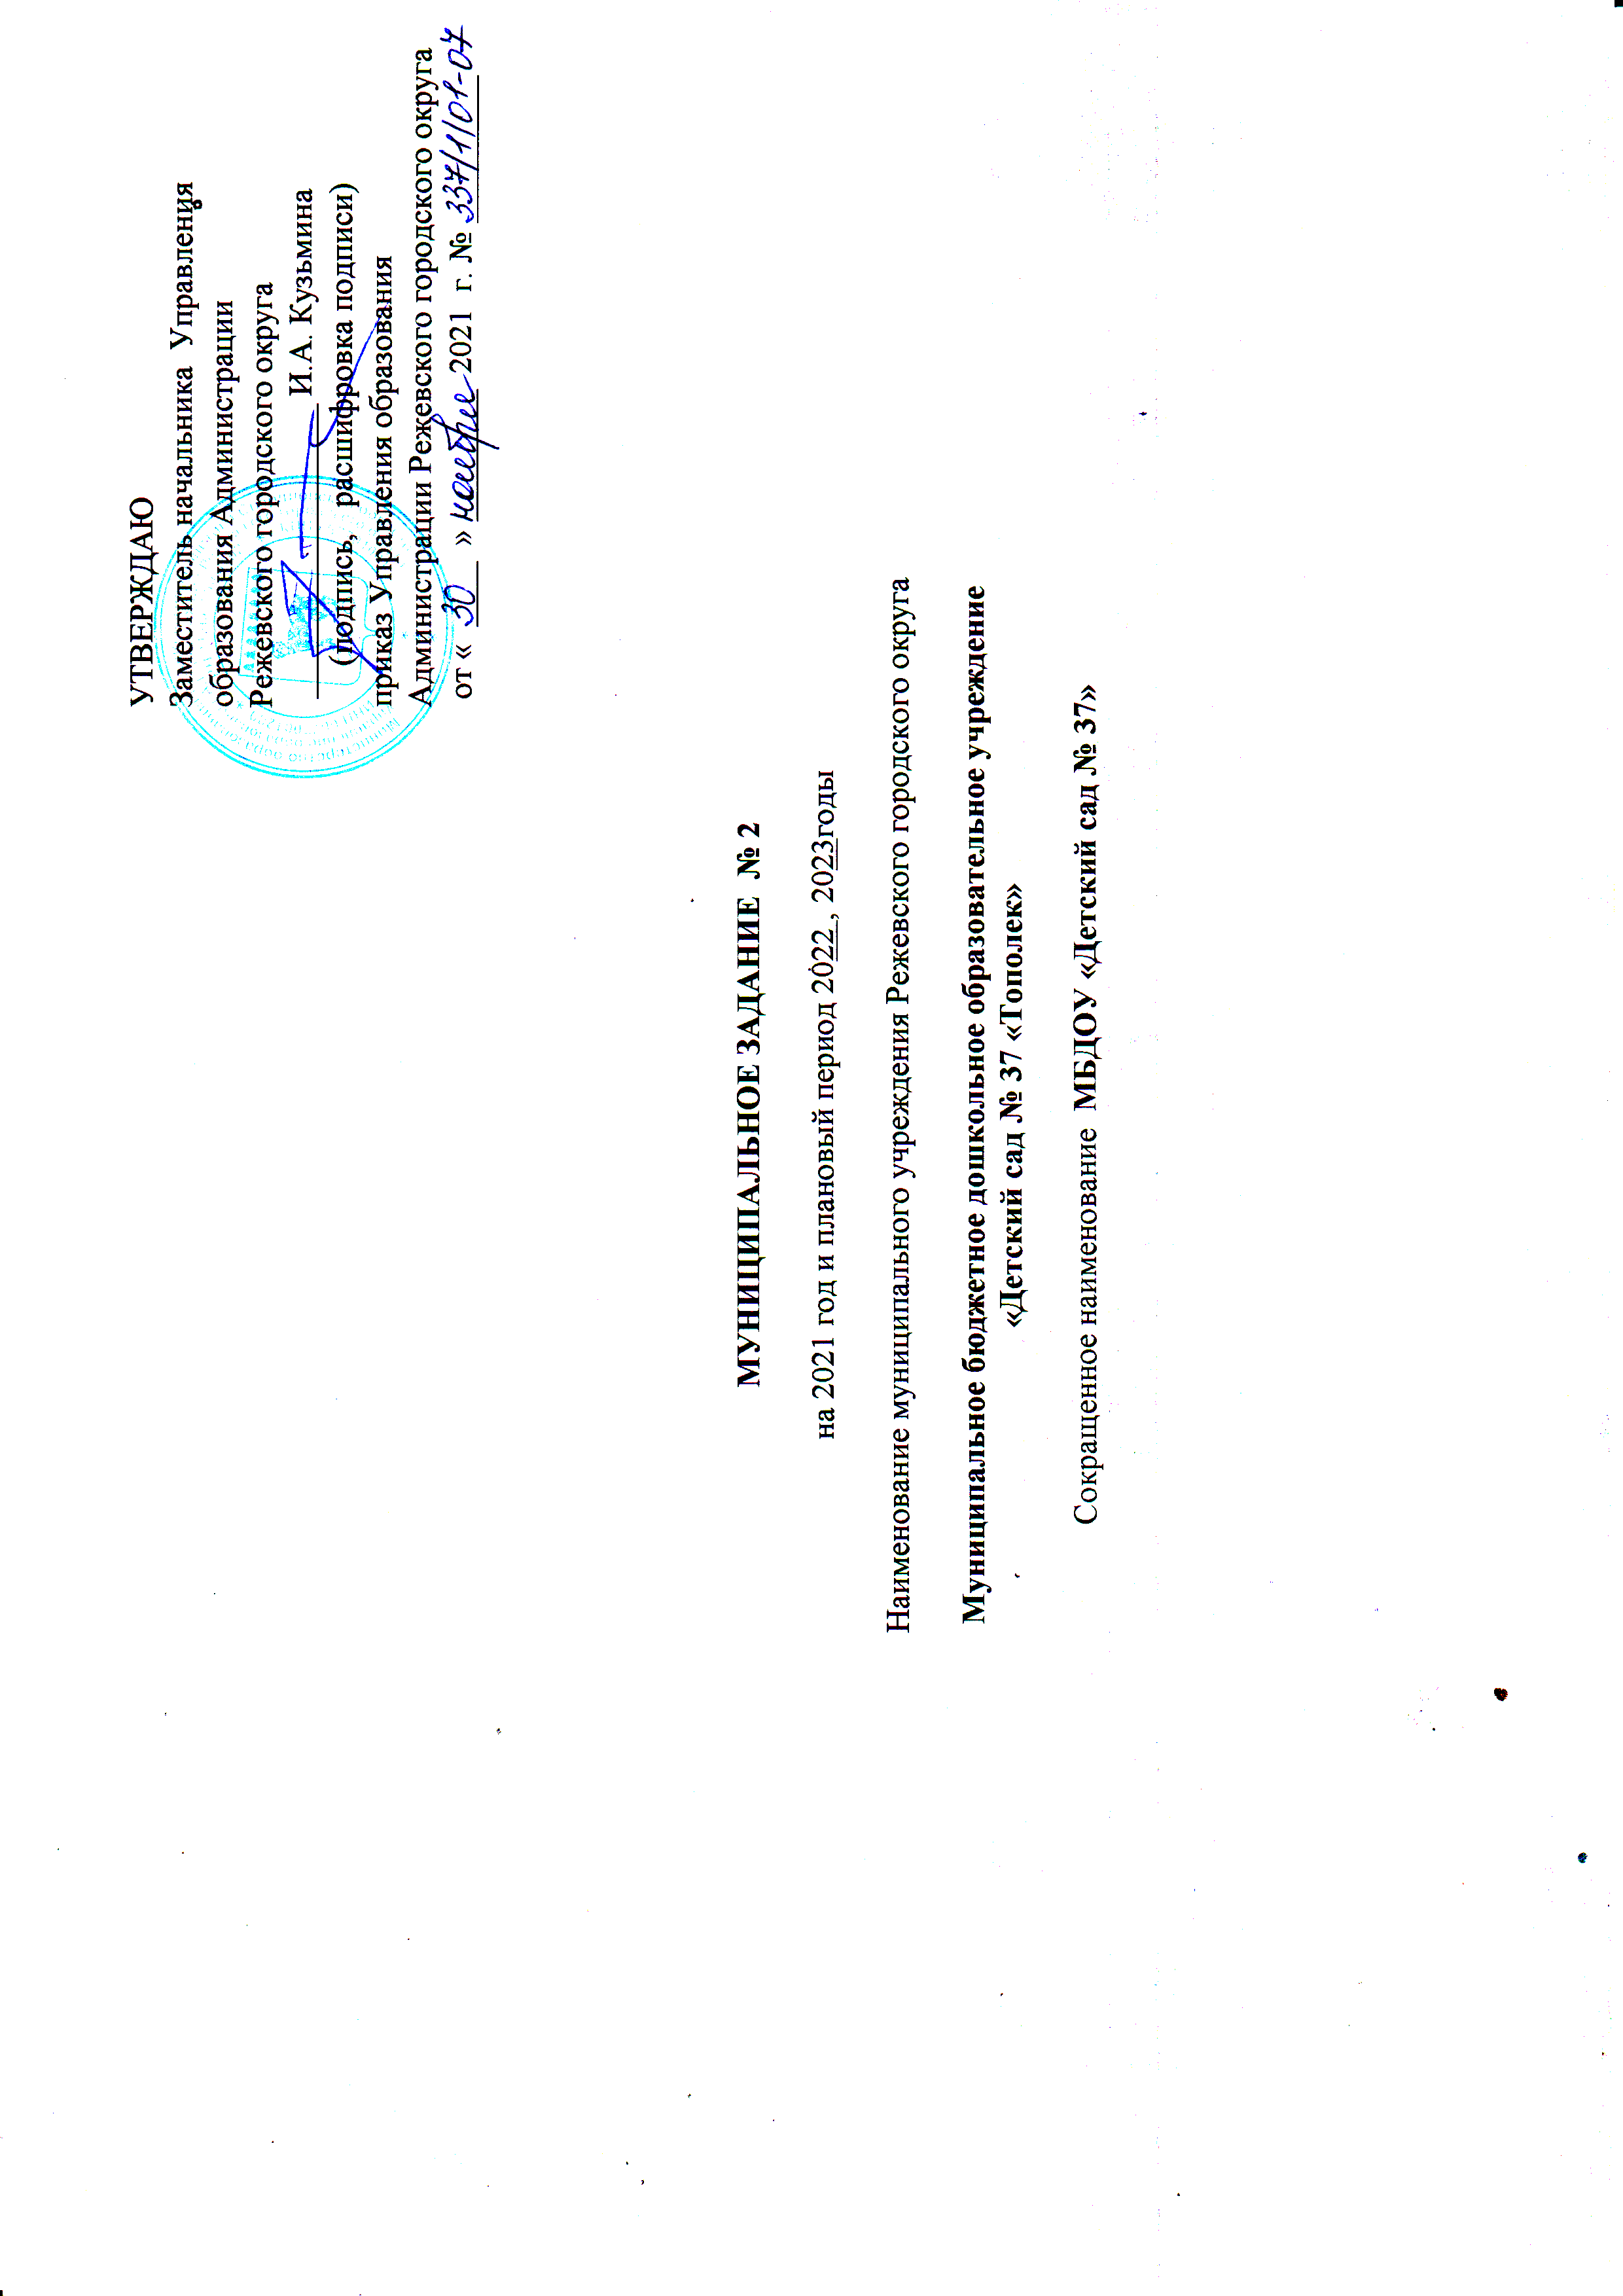 УТВЕРЖДАЮ
Заместитель начальника Управления
образования Администрации
Режевского городского округа
И.А. Кузьмина
(подпись, расшифровка подписи)
приказ Управления образования
Администрации Режевского городского округа
от « 30 » ноября 2021 г. № 337/1/01-07
МУНИЦИПАЛЬНОЕ ЗАДАНИЕ № 2
на 2021 год и плановый период 2022 , 2023годы
Наименование муниципального учреждения Режевского городского округа
Муниципальное бюджетное дошкольное образовательное учреждение
«Детский сад № 37 «Тополек»
Сокращенное наименование МБДОУ «Детский сад № 37»